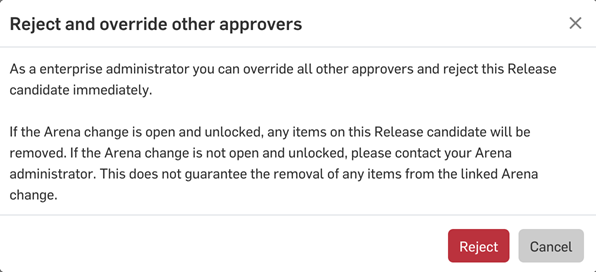 Reject and override other approvers
As a enterprise administrator you can override all other approvers and reject this Release
candidate immediately.
If the Arena change is open and unlocked, any items on this Release candidate will be
removed. If the Arena change is not open and unlocked, please contact your Arena
administrator. This does not guarantee the removal of any items from the linked Arena
change.
Reject
Cancel